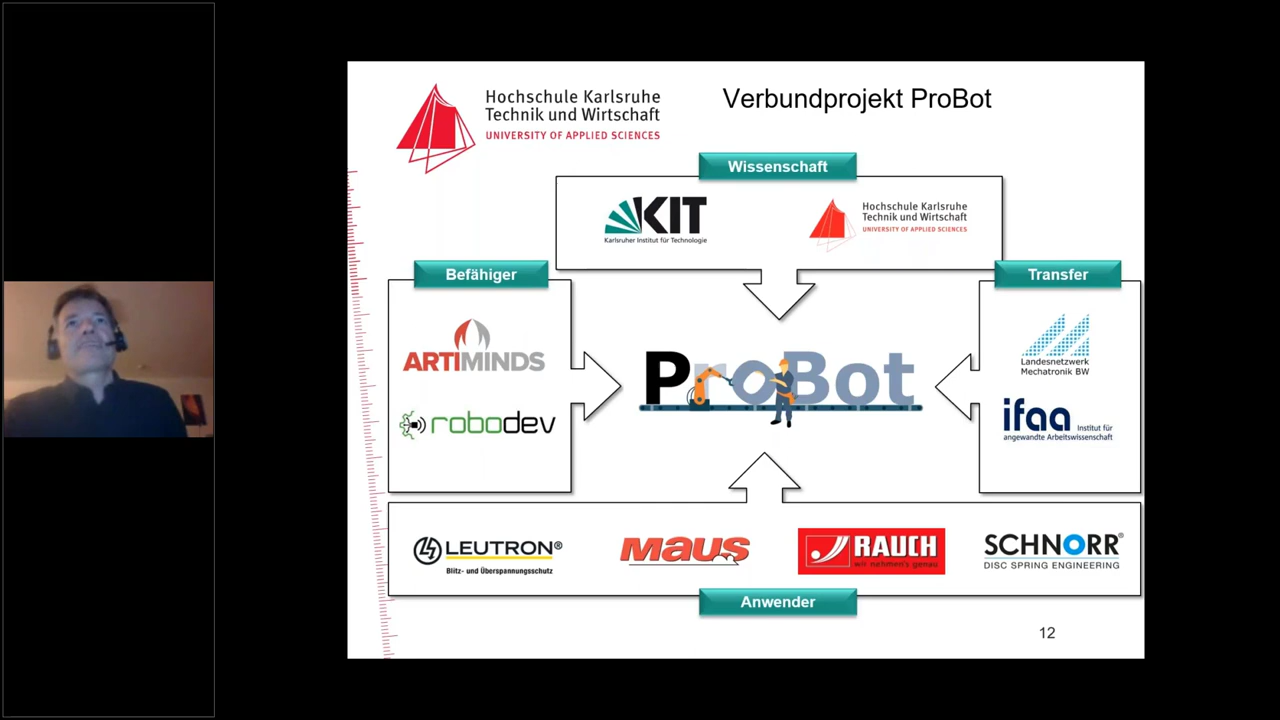 Hochschule Karlsruhe
Technik und Wirtschaft
UNIVERSITY OF APPLIED SCIENCES
Verbundprojekt ProBot
Wissenschaft
KIT
Karlsruher Institut für Technologie
Hochschule Karlsruhe
Technik und Wirtschaft
UNIVERSITY OF APPLIED SCIENCES
Befähiger
ARTIMINDS
robodev
ProBot
Transfer
Landesnetzwerk
Mechatronik BW
ifaa Institut für
angewandte Arbeitswissenschaft
LEUTRON®
Blitz- und Überspannungsschutz
MAUS
RAUCH
wir nehmen's genau
SCHNORR®
DISC SPRING ENGINEERING
Anwender
12